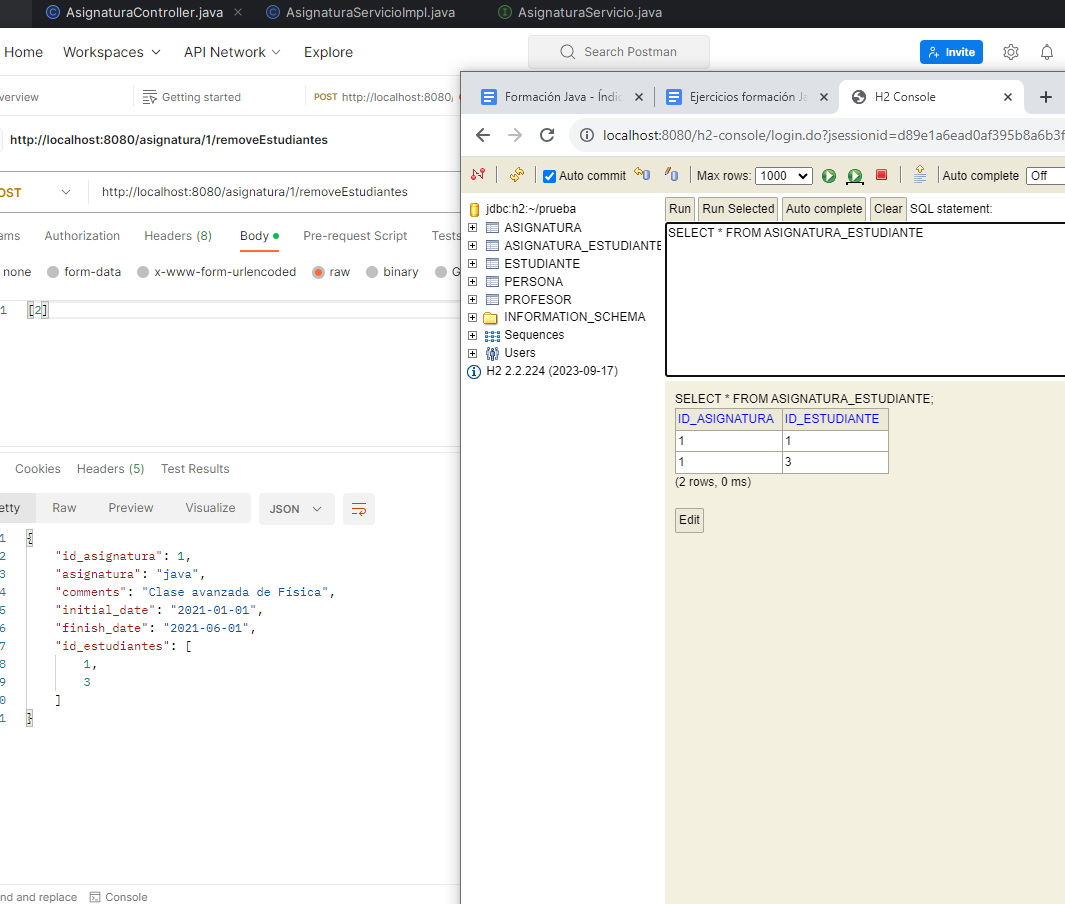 AsignaturaController.java
AsignaturaServicioImpl.java
AsignaturaServicio.java
Home
Workspaces
API Network
Explore
Search Postman
Invite
verview
Getting started
POST http://localhost:8080/
http://localhost:8080/asignatura/1/removeEstudiantes
OST
http://localhost:8080/asignatura/1/removeEstudiantes
ams
Authorization
Headers (8)
Body
Pre-request Script
Tests
none
form-data
x-www-form-urlencoded
raw
binary
G
1
[2]
Cookies
Headers (5)
Test Results
etty
Raw
Preview
Visualize
JSON
1 {
2 "id_asignatura": 1,
3 "asignatura": "java",
4 "comments": "Clase avanzada de Física",
5 "initial_date": "2021-01-01",
6 "finish_date": "2021-06-01",
7 "id_estudiantes": [
8 1,
9 3
0 ]
1 }
nd and replace
Console
Formación Java - Índic
Ejercicios formación Ja
H2 Console
localhost:8080/h2-console/login.do?jsessionid=d89e1a6ead0af395b8a6b3f
Auto commit
Max rows:
1000
Auto complete
Off
jdbc:h2:~/prueba
ASIGNATURA
ASIGNATURA_ESTUDIANTE
ESTUDIANTE
PERSONA
PROFESOR
INFORMATION_SCHEMA
Sequences
Users
H2 2.2.224 (2023-09-17)
Run
Run Selected
Auto complete
Clear
SQL statement:
SELECT * FROM ASIGNATURA_ESTUDIANTE
SELECT * FROM ASIGNATURA_ESTUDIANTE;
ID_ASIGNATURA ID_ESTUDIANTE
1 1
1 3
(2 rows, 0 ms)
Edit